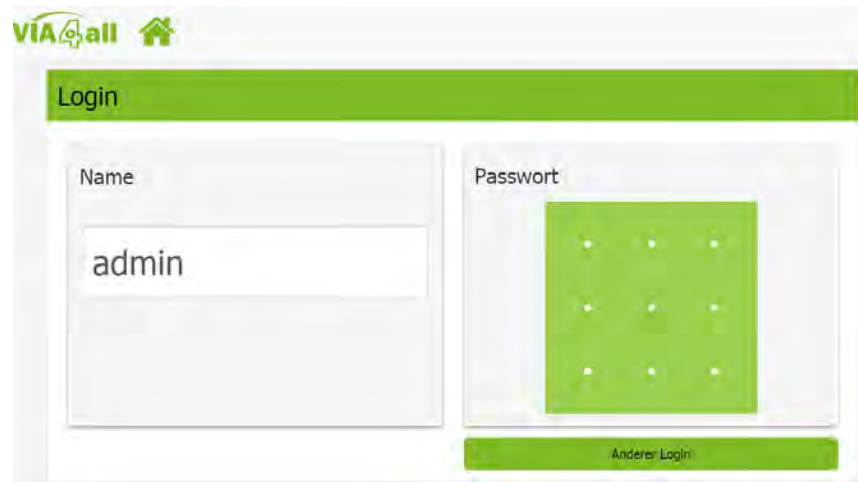 VIA4all
Login
Name
Passwort
admin
Anderer Login